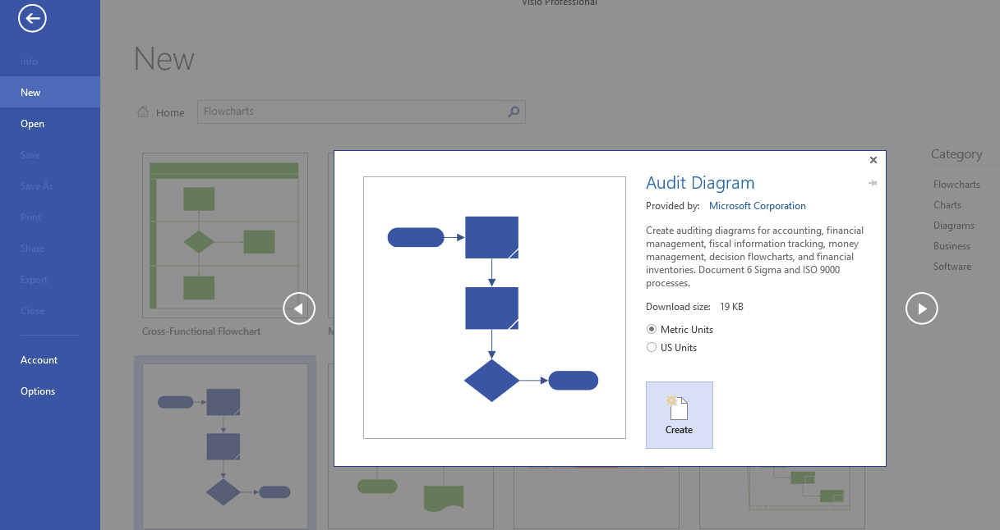 Visio Professional
Info
New
Open
Save
Save As
Print
Share
Export
Close
Account
Options
New
Home
Flowcharts
Cross-Functional Flowchart
M
Audit Diagram
Provided by: Microsoft Corporation
Create auditing diagrams for accounting, financial
management, fiscal information tracking, money
management, decision flowcharts, and financial
inventories. Document 6 Sigma and ISO 9000
processes.
Download size: 19 KB
Metric Units
US Units
Create
Category
Flowcharts
Charts
Diagrams
Business
Software